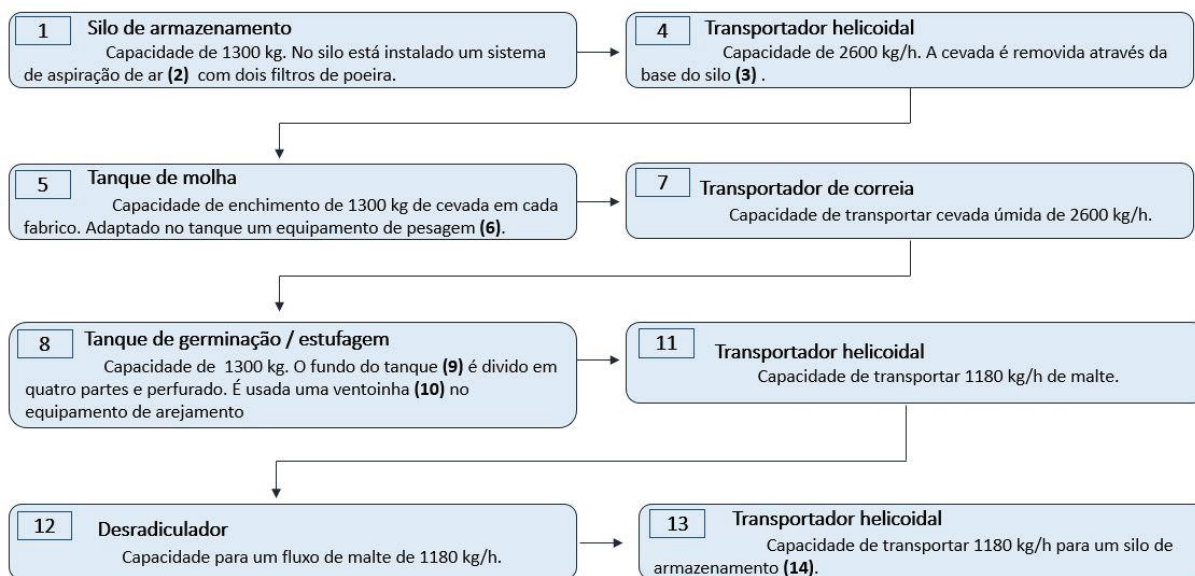 1
Silo de armazenamento
Capacidade de 1300 kg. No silo está instalado um sistema
de aspiração de ar (2) com dois filtros de poeira.
4
Transportador helicoidal
Capacidade de 2600 kg/h. A cevada é removida através da
base do silo (3) .
5
Tanque de molha
Capacidade de enchimento de 1300 kg de cevada em cada
fabrico. Adaptado no tanque um equipamento de pesagem (6).
7
Transportador de correia
Capacidade de transportar cevada úmida de 2600 kg/h.
8
Tanque de germinação / estufagem
Capacidade de 1300 kg. O fundo do tanque (9) é divido em
quatro partes e perfurado. É usada uma ventoinha (10) no
equipamento de arejamento
11
Transportador helicoidal
Capacidade de transportar 1180 kg/h de malte.
12
Desradiculador
Capacidade para um fluxo de malte de 1180 kg/h.
13
Transportador helicoidal
Capacidade de transportar 1180 kg/h para um silo de
armazenamento (14).